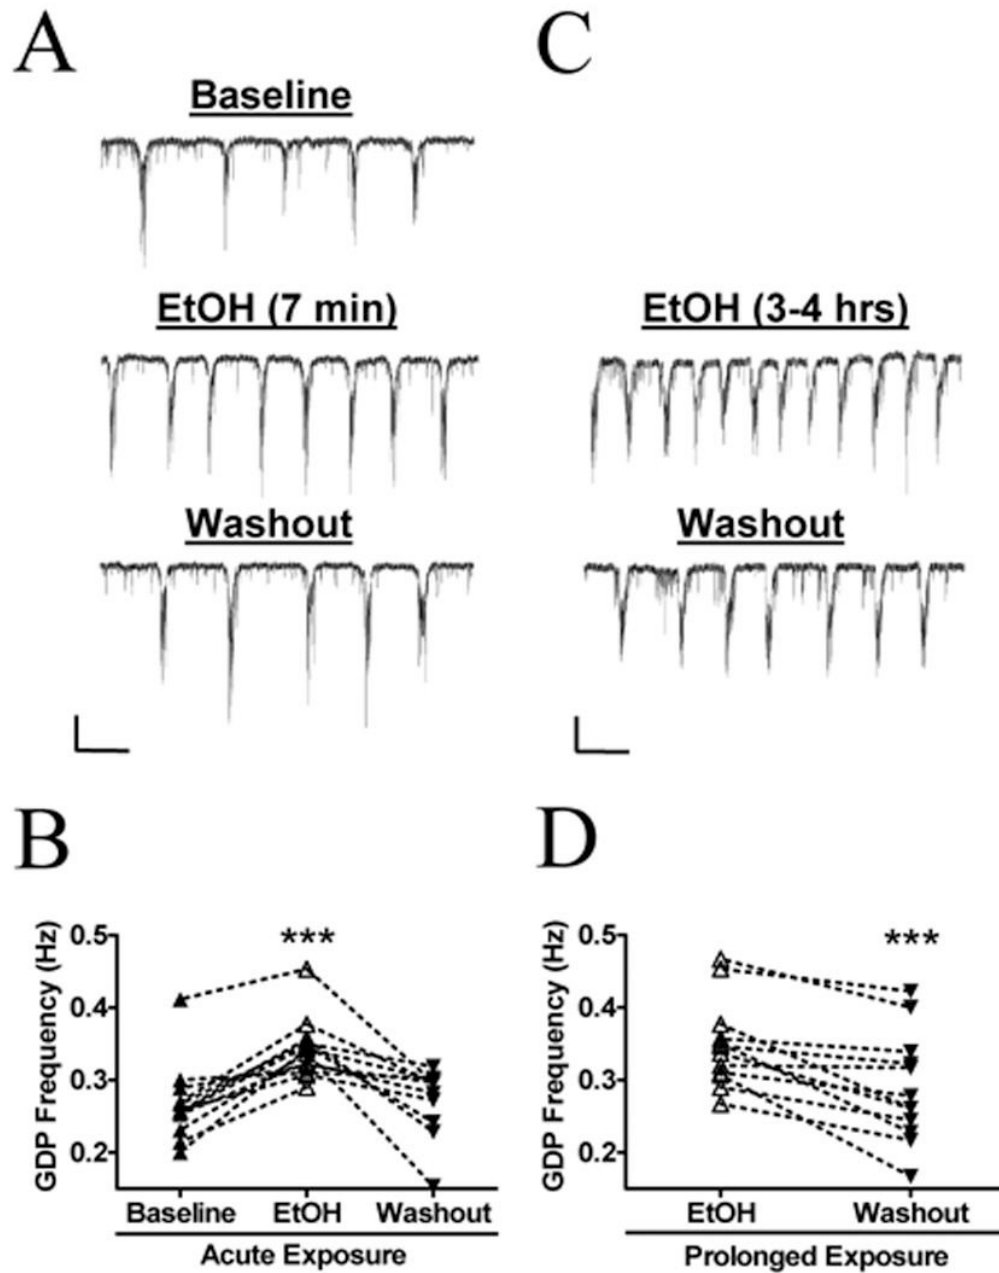 A
C
Baseline
EtOH (7 min)
EtOH (3-4 hrs)
Washout
Washout
B
D
GDP Frequency (Hz)
0.5
0.4
0.3
0.2
***
Baseline EtOH Washout
Acute Exposure
GDP Frequency (Hz)
0.5
0.4
0.3
0.2
***
EtOH Washout
Prolonged Exposure